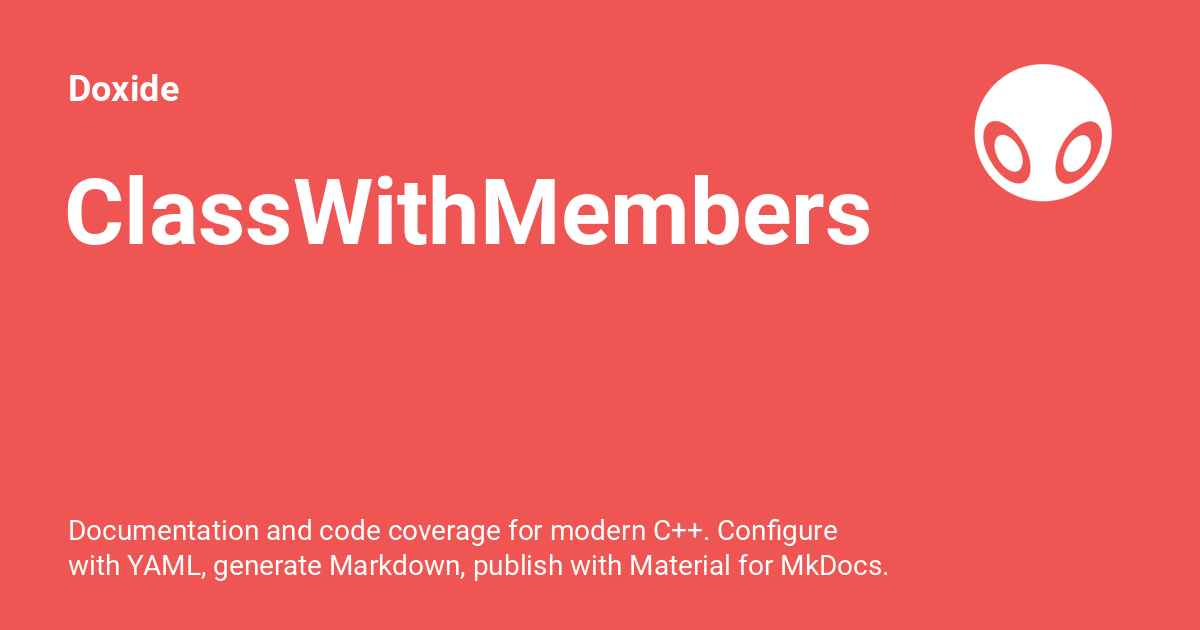 Doxide
ClassWithMembers
Documentation and code coverage for modern C++. Configure
with YAML, generate Markdown, publish with Material for MkDocs.